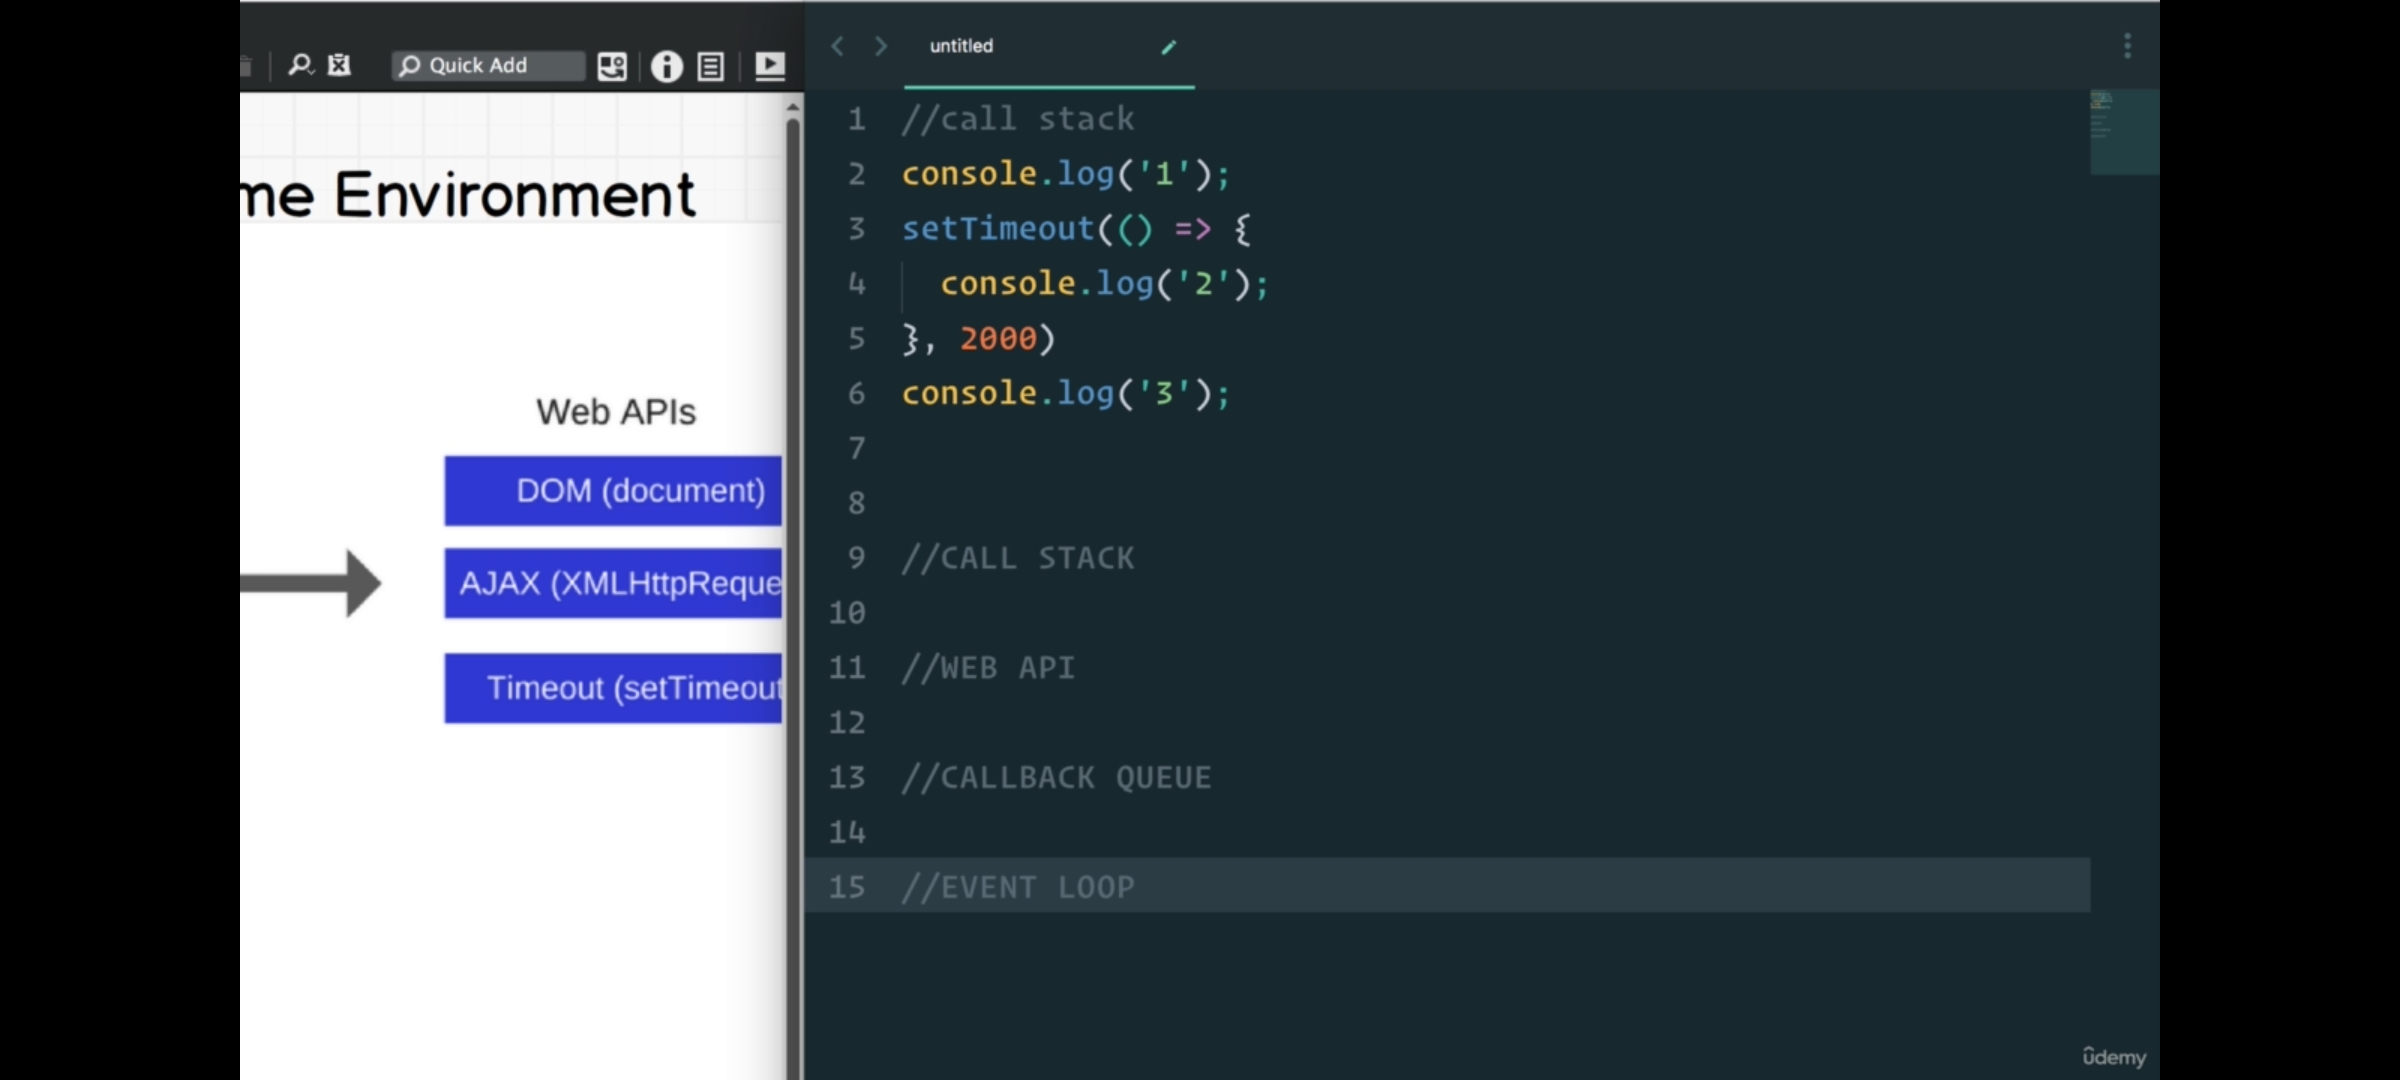 Quick Add
me Environment
Web APIs
DOM (document)
AJAX (XMLHttpReque
Timeout (setTimeout
untitled
1 //call stack
2 console.log('1');
3 setTimeout(() => {
4 console.log('2');
5 }, 2000)
6 console.log('3');
7
8
9 //CALL STACK
10
11 //WEB API
12
13 //CALLBACK QUEUE
14
15 //EVENT LOOP
ûdemy